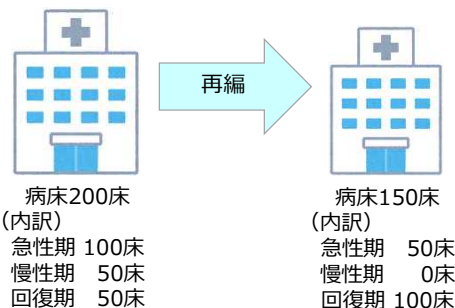 再編
病床200床
（内訳）
急性期 100床
慢性期 50床
回復期 50床
病床150床
（内訳）
急性期 50床
慢性期 0床
回復期 100床